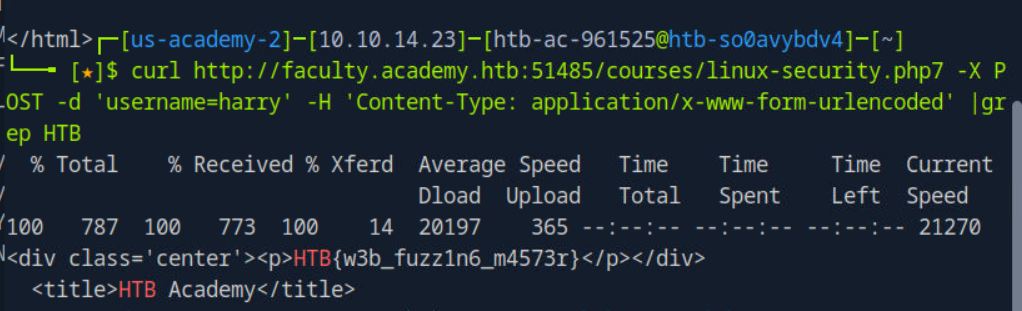 </html>┌─[us-academy-2]─[10.10.14.23]─[htb-ac-961525@htb-so0avybdv4]─[~]
└──╼ [★]$ curl http://faculty.academy.htb:51485/courses/linux-security.php7 -X P
OST -d 'username=harry' -H 'Content-Type: application/x-www-form-urlencoded' |gr
ep HTB
% Total % Received % Xferd Average Speed Time Time Time Current
Dload Upload Total Spent Left Speed
100 787 100 773 100 14 20197 365 --:--:-- --:--:-- --:--:-- 21270
<div class='center'><p>HTB{w3b_fuzz1n6_m4573r}</p></div>
<title>HTB Academy</title>